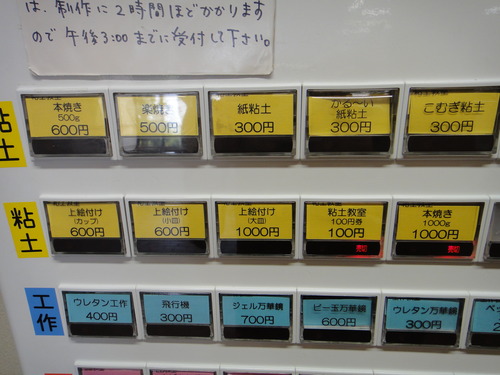 は、制作に2時間ほどかかります
ので午後3:00までに受付して下さい。
粘土
本焼き
500g
600円
楽焼き
500円
紙粘土
300円
かる〜い
紙粘土
300円
こむぎ粘土
300円
粘土
上絵付け
(カップ)
600円
上絵付け
(小皿)
600円
上絵付け
(大皿)
1000円
粘土教室
100円券
100円
本焼き
1000g
1000円
工作
ウレタン工作
400円
飛行機
300円
ジェル万華鏡
700円
ビー玉万華鏡
600円
ウレタン万華鏡
300円